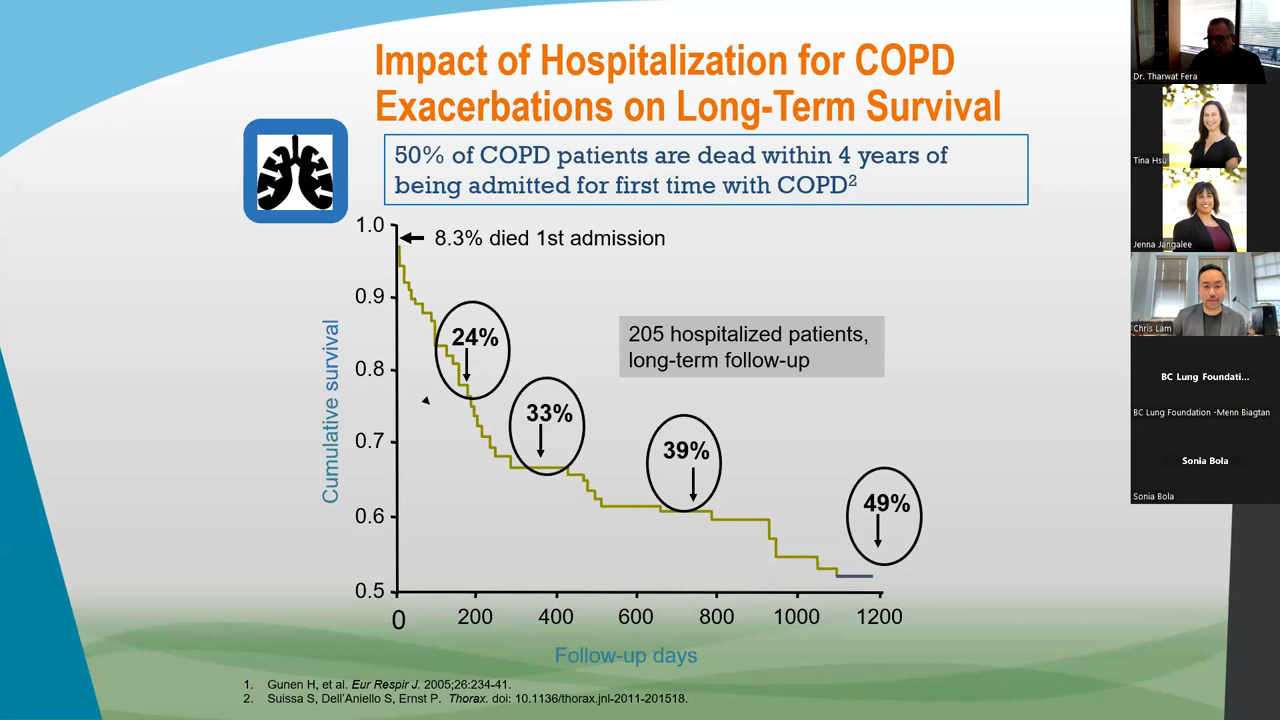 Impact of Hospitalization for COPD
Exacerbations on Long-Term Survival
50% of COPD patients are dead within 4 years of
being admitted for first time with COPD²
1.0
8.3% died 1st admission
0.9
24%
205 hospitalized patients,
long-term follow-up
0.8
33%
0.7
39%
49%
0.6
0.5
Cumulative survival
0
200
400
600
800
1000
1200
Follow-up days
1. Gunen H, et al. Eur Respir J. 2005;26:234-41.
2. Suissa S, Dell'Aniello S, Ernst P. Thorax. doi: 10.1136/thorax.jnl-2011-201518.
Dr. Tharwat Fera
Tina Hsu
Jenna Jangalee
Chris Lam
BC Lung Foundati...
BC Lung Foundation -Menn Biagtan
Sonia Bola
Sonia Bola